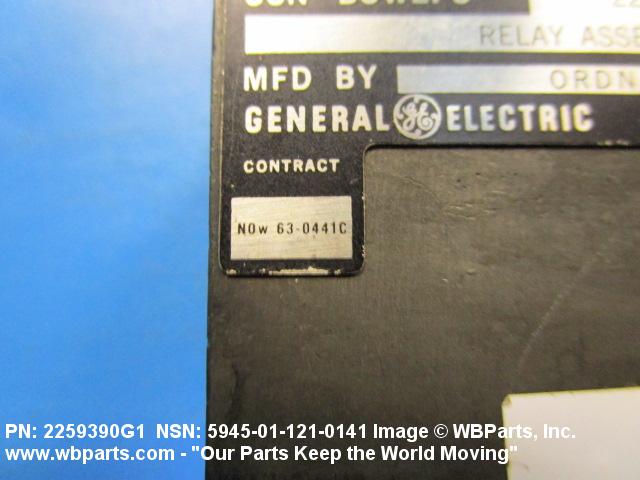 RELAY ASSE
MFD BY ORDN
GENERAL GE ELECTRIC
CONTRACT
NOw 63-0441C
PN: 2259390G1 NSN: 5945-01-121-0141 Image © WBParts, Inc.
www.wbparts.com - "Our Parts Keep the World Moving"